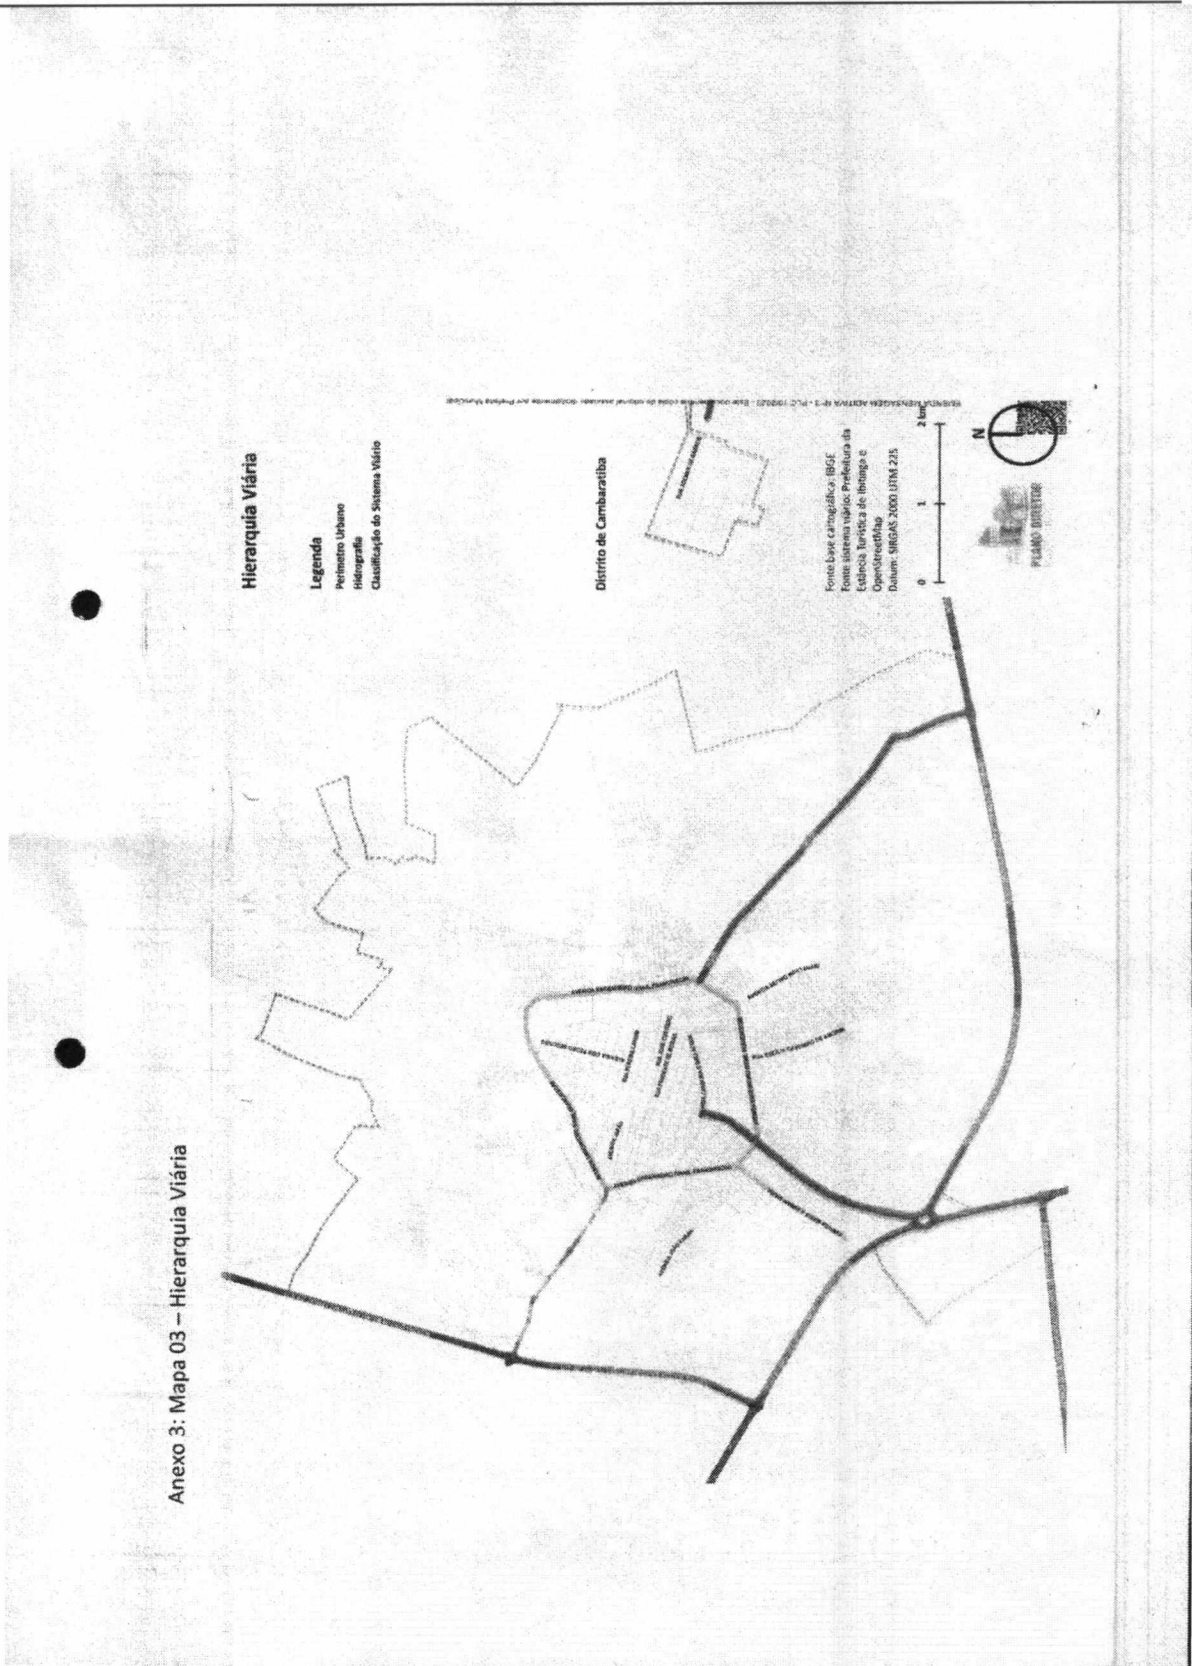 Anexo 3: Mapa 03 – Hierarquia Viária
Hierarquia Viária
Legenda
Perímetro Urbano
Hidrografia
Classificação do Sistema Viário
Distrito de Cambaratiba
Fonte base cartográfica: IBGE
Fonte sistema viário: Prefeitura da
Estância Turística de Ibitinga e
OpenStreetMap
Datum: SIRGAS 2000 UTM 22S
0 1 2 km
N
PLANO DIRETOR